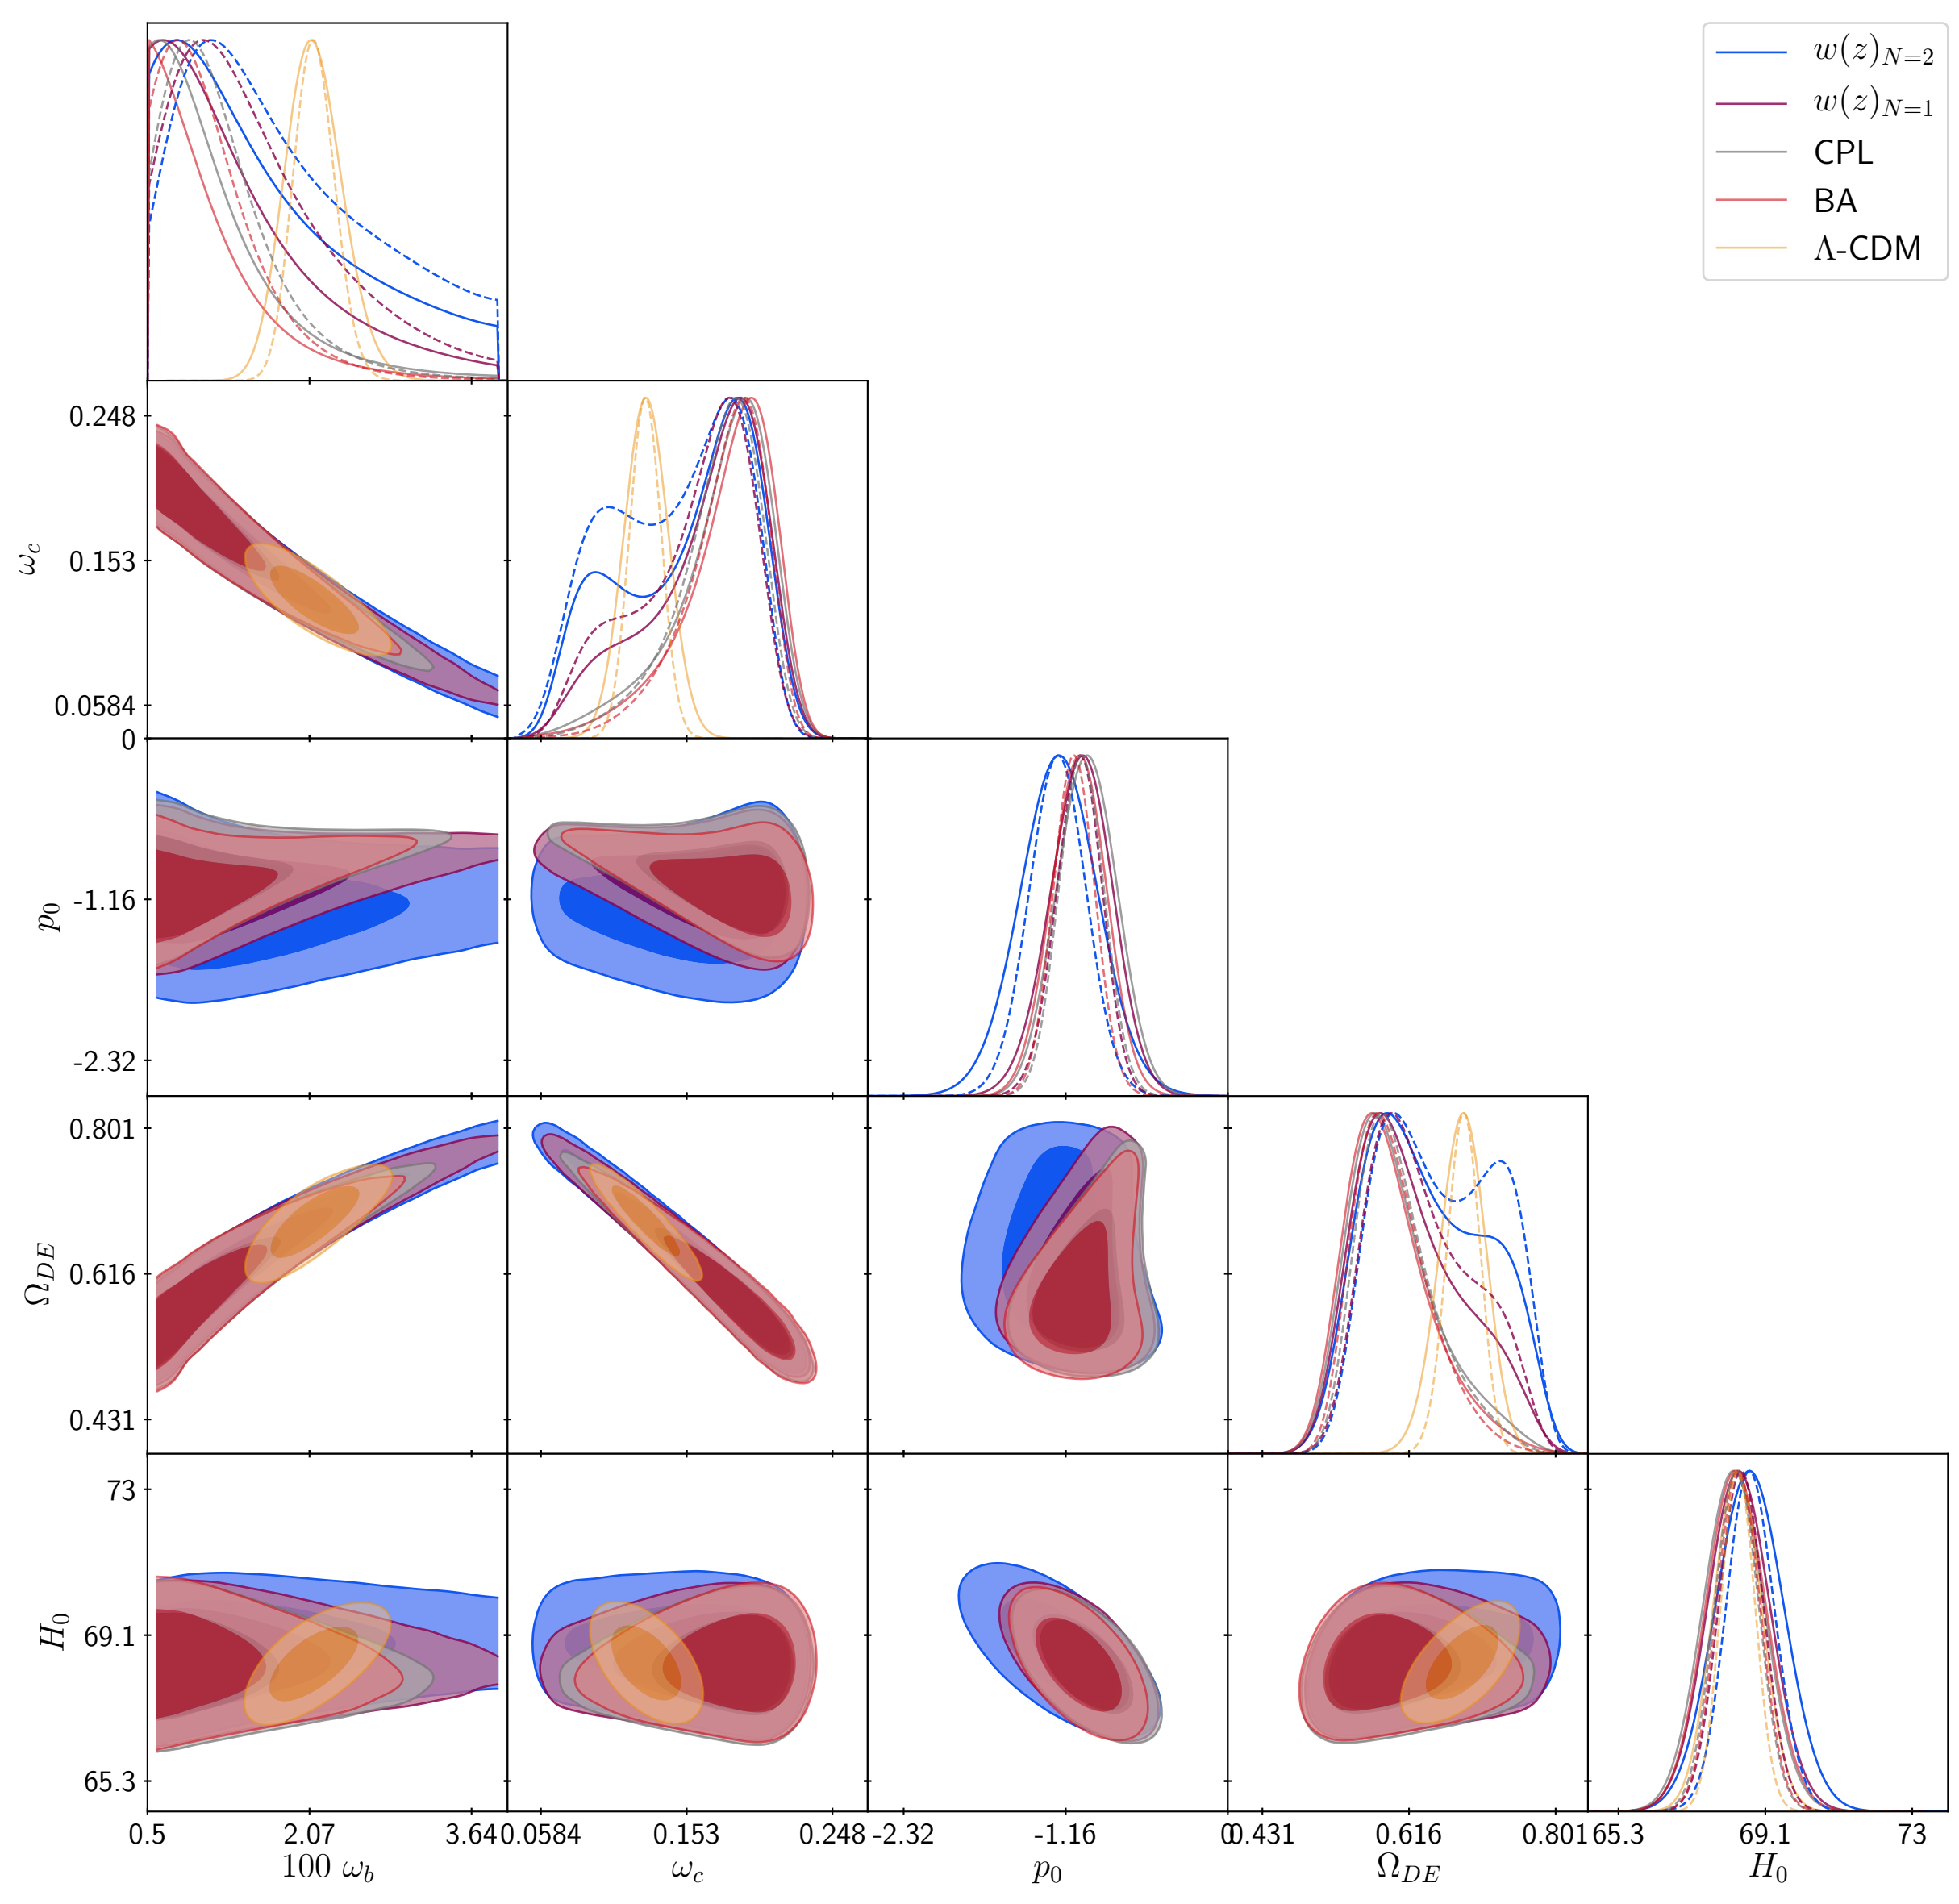 w(z)_{N=2}
w(z)_{N=1}
CPL
BA
Λ-CDM
0.248
0.153
0.0584
ω_c
0
-1.16
-2.32
p_0
0.801
0.616
0.431
Ω_{DE}
73
69.1
65.3
H_0
0.5 2.07 3.64 0.0584 0.153 0.248 -2.32 -1.16 0 0.431 0.616 0.801 65.3 69.1 73
100 ω_b ω_c p_0 Ω_{DE} H_0